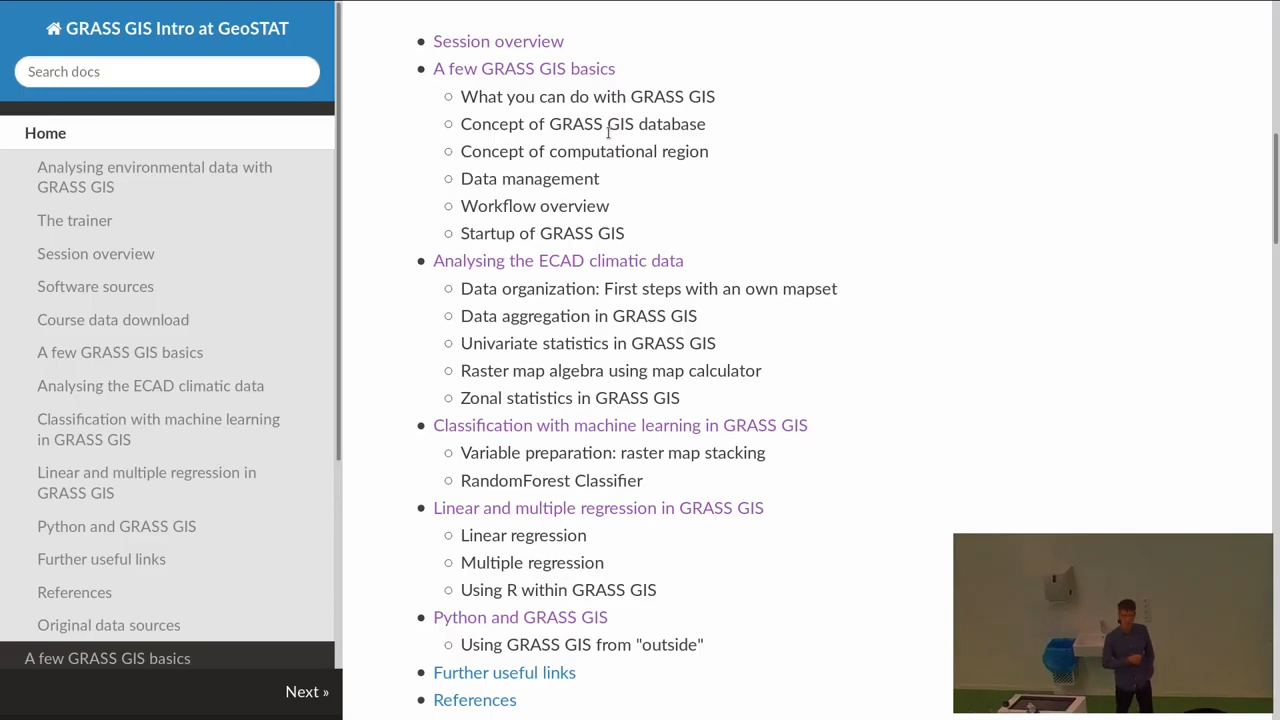 GRASS GIS Intro at GeoSTAT
Search docs
Home
Analysing environmental data with
GRASS GIS
The trainer
Session overview
Software sources
Course data download
A few GRASS GIS basics
Analysing the ECAD climatic data
Classification with machine learning
in GRASS GIS
Linear and multiple regression in
GRASS GIS
Python and GRASS GIS
Further useful links
References
Original data sources
A few GRASS GIS basics
Next »
Session overview
A few GRASS GIS basics
What you can do with GRASS GIS
Concept of GRASS GIS database
Concept of computational region
Data management
Workflow overview
Startup of GRASS GIS
Analysing the ECAD climatic data
Data organization: First steps with an own mapset
Data aggregation in GRASS GIS
Univariate statistics in GRASS GIS
Raster map algebra using map calculator
Zonal statistics in GRASS GIS
Classification with machine learning in GRASS GIS
Variable preparation: raster map stacking
RandomForest Classifier
Linear and multiple regression in GRASS GIS
Linear regression
Multiple regression
Using R within GRASS GIS
Python and GRASS GIS
Using GRASS GIS from "outside"
Further useful links
References